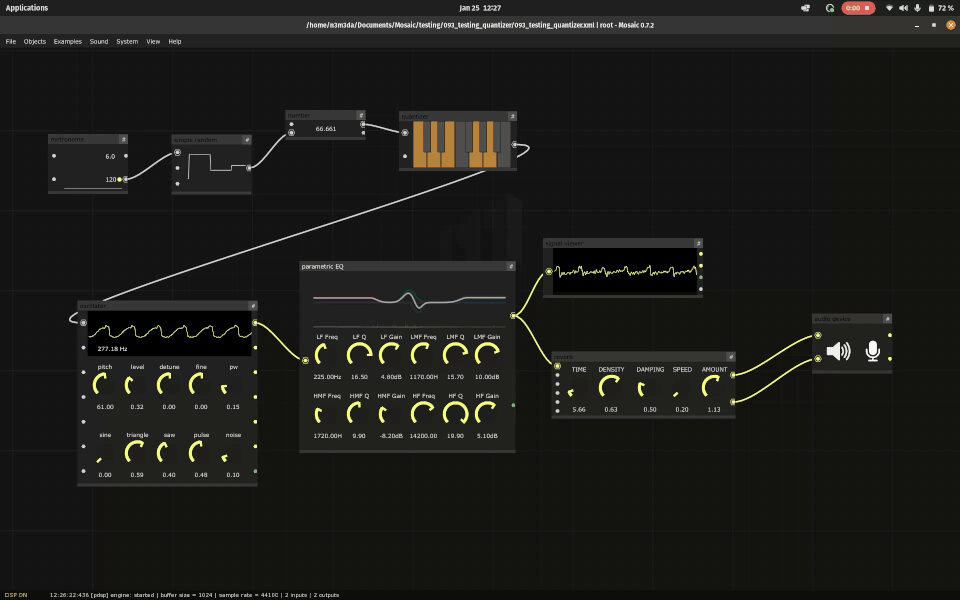 Applications
Jan 25 12:27
0:00
72 %
/home/n3m3da/Documents/Mosaic/testing/093_testing_quantizer/093_testing_quantizer.xml | root - Mosaic 0.7.2
File Objects Examples Sound System View Help
metronome #
6.0
120
simple random #
number #
66.661
quantizer #
oscillator #
277.18 Hz
pitch level detune fine pw
61.00 0.32 0.00 0.00 0.15
sine triangle saw pulse noise
0.00 0.59 0.40 0.48 0.10
parametric EQ #
LF Freq LF Q LF Gain LMF Freq LMF Q LMF Gain
225.00Hz 16.50 4.80dB 1170.00H 15.70 10.00dB
HMF Freq HMF Q HMF Gain HF Freq HF Q HF Gain
1720.00H 9.90 -8.20dB 14200.00 19.90 5.10dB
signal viewer #
reverb #
TIME DENSITY DAMPING SPEED AMOUNT
5.66 0.63 0.50 0.20 1.13
audio device #
DSP ON 12:26:22:436 [pdsp] engine: started | buffer size = 1024 | sample rate = 44100 | 2 inputs | 2 outputs